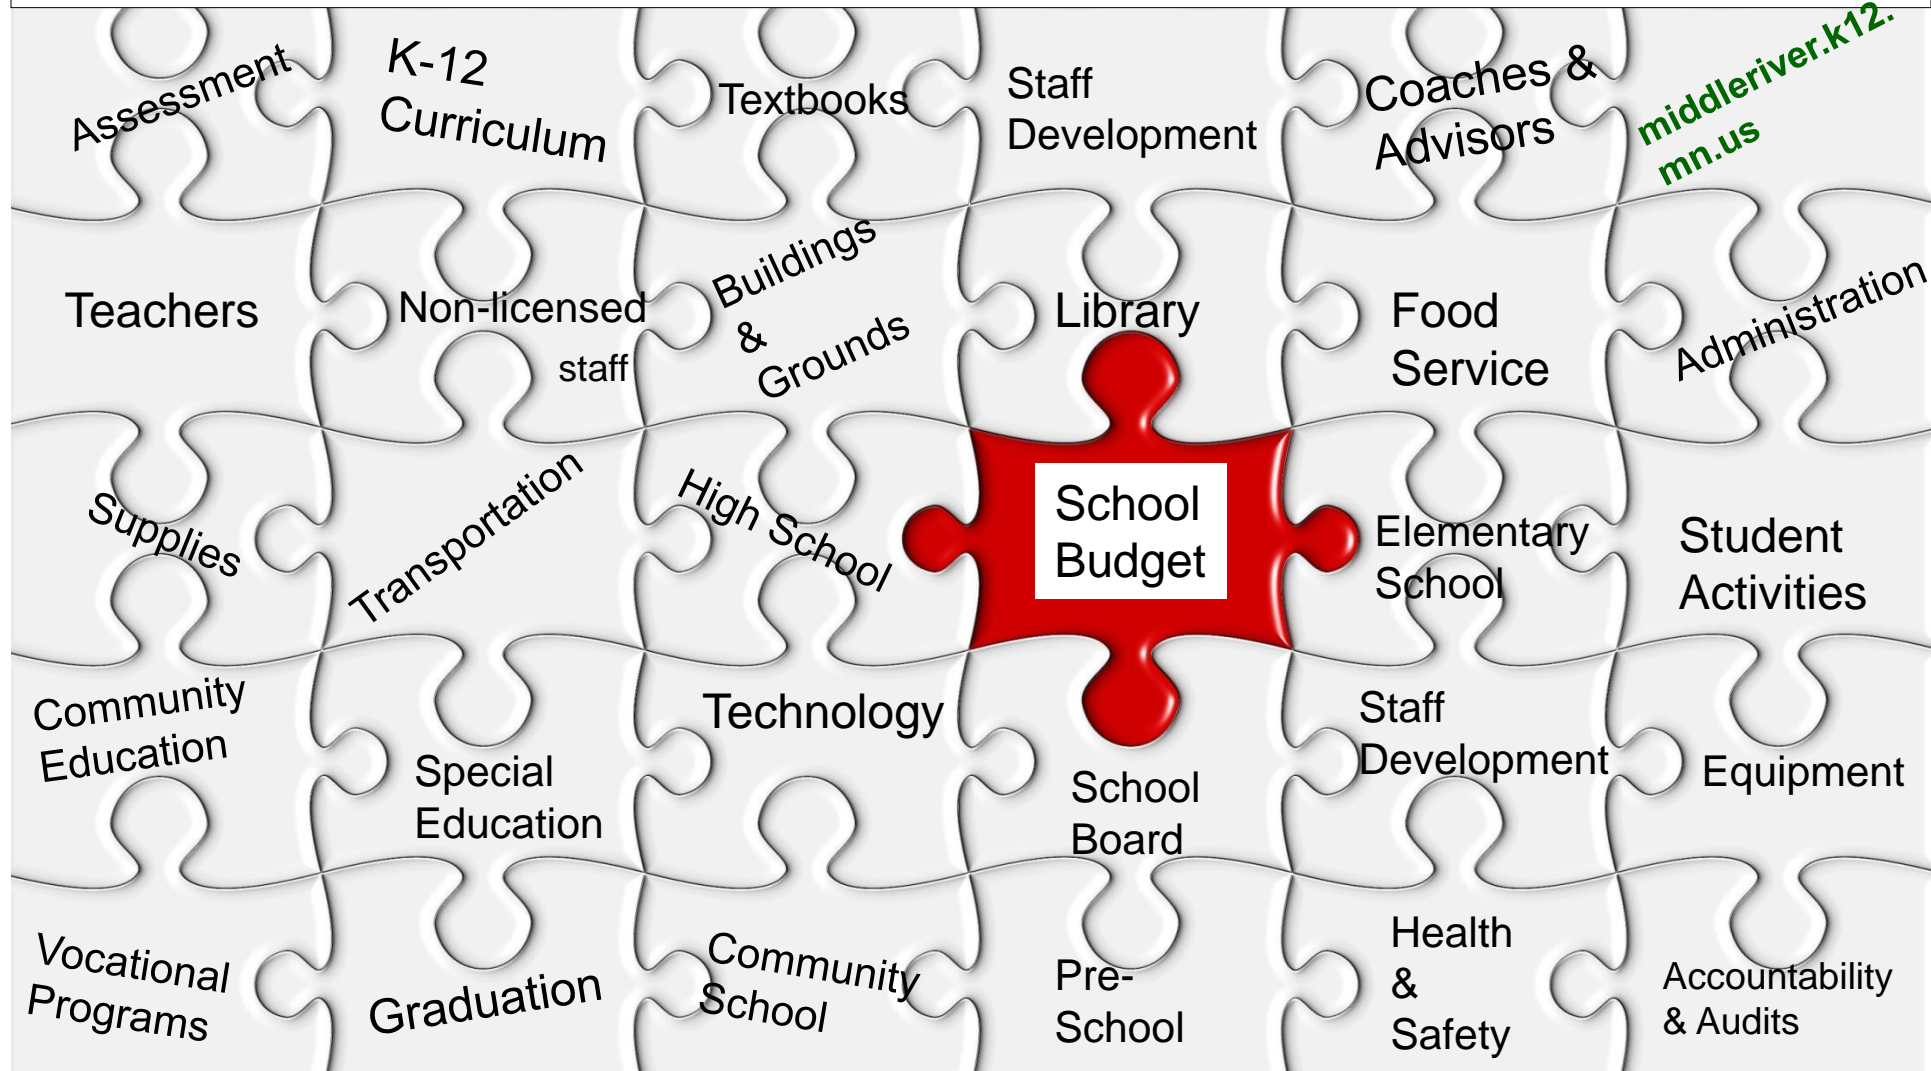 Assessment
K-12
Curriculum
Textbooks
Staff
Development
Coaches &
Advisors
middleriver.k12.
mn.us
Teachers
Non-licensed
staff
Buildings
&
Grounds
Library
Food
Service
Administration
Supplies
Transportation
High School
School
Budget
Elementary
School
Student
Activities
Community
Education
Special
Education
Technology
School
Board
Staff
Development
Equipment
Vocational
Programs
Graduation
Community
School
Pre-
School
Health
&
Safety
Accountability
& Audits